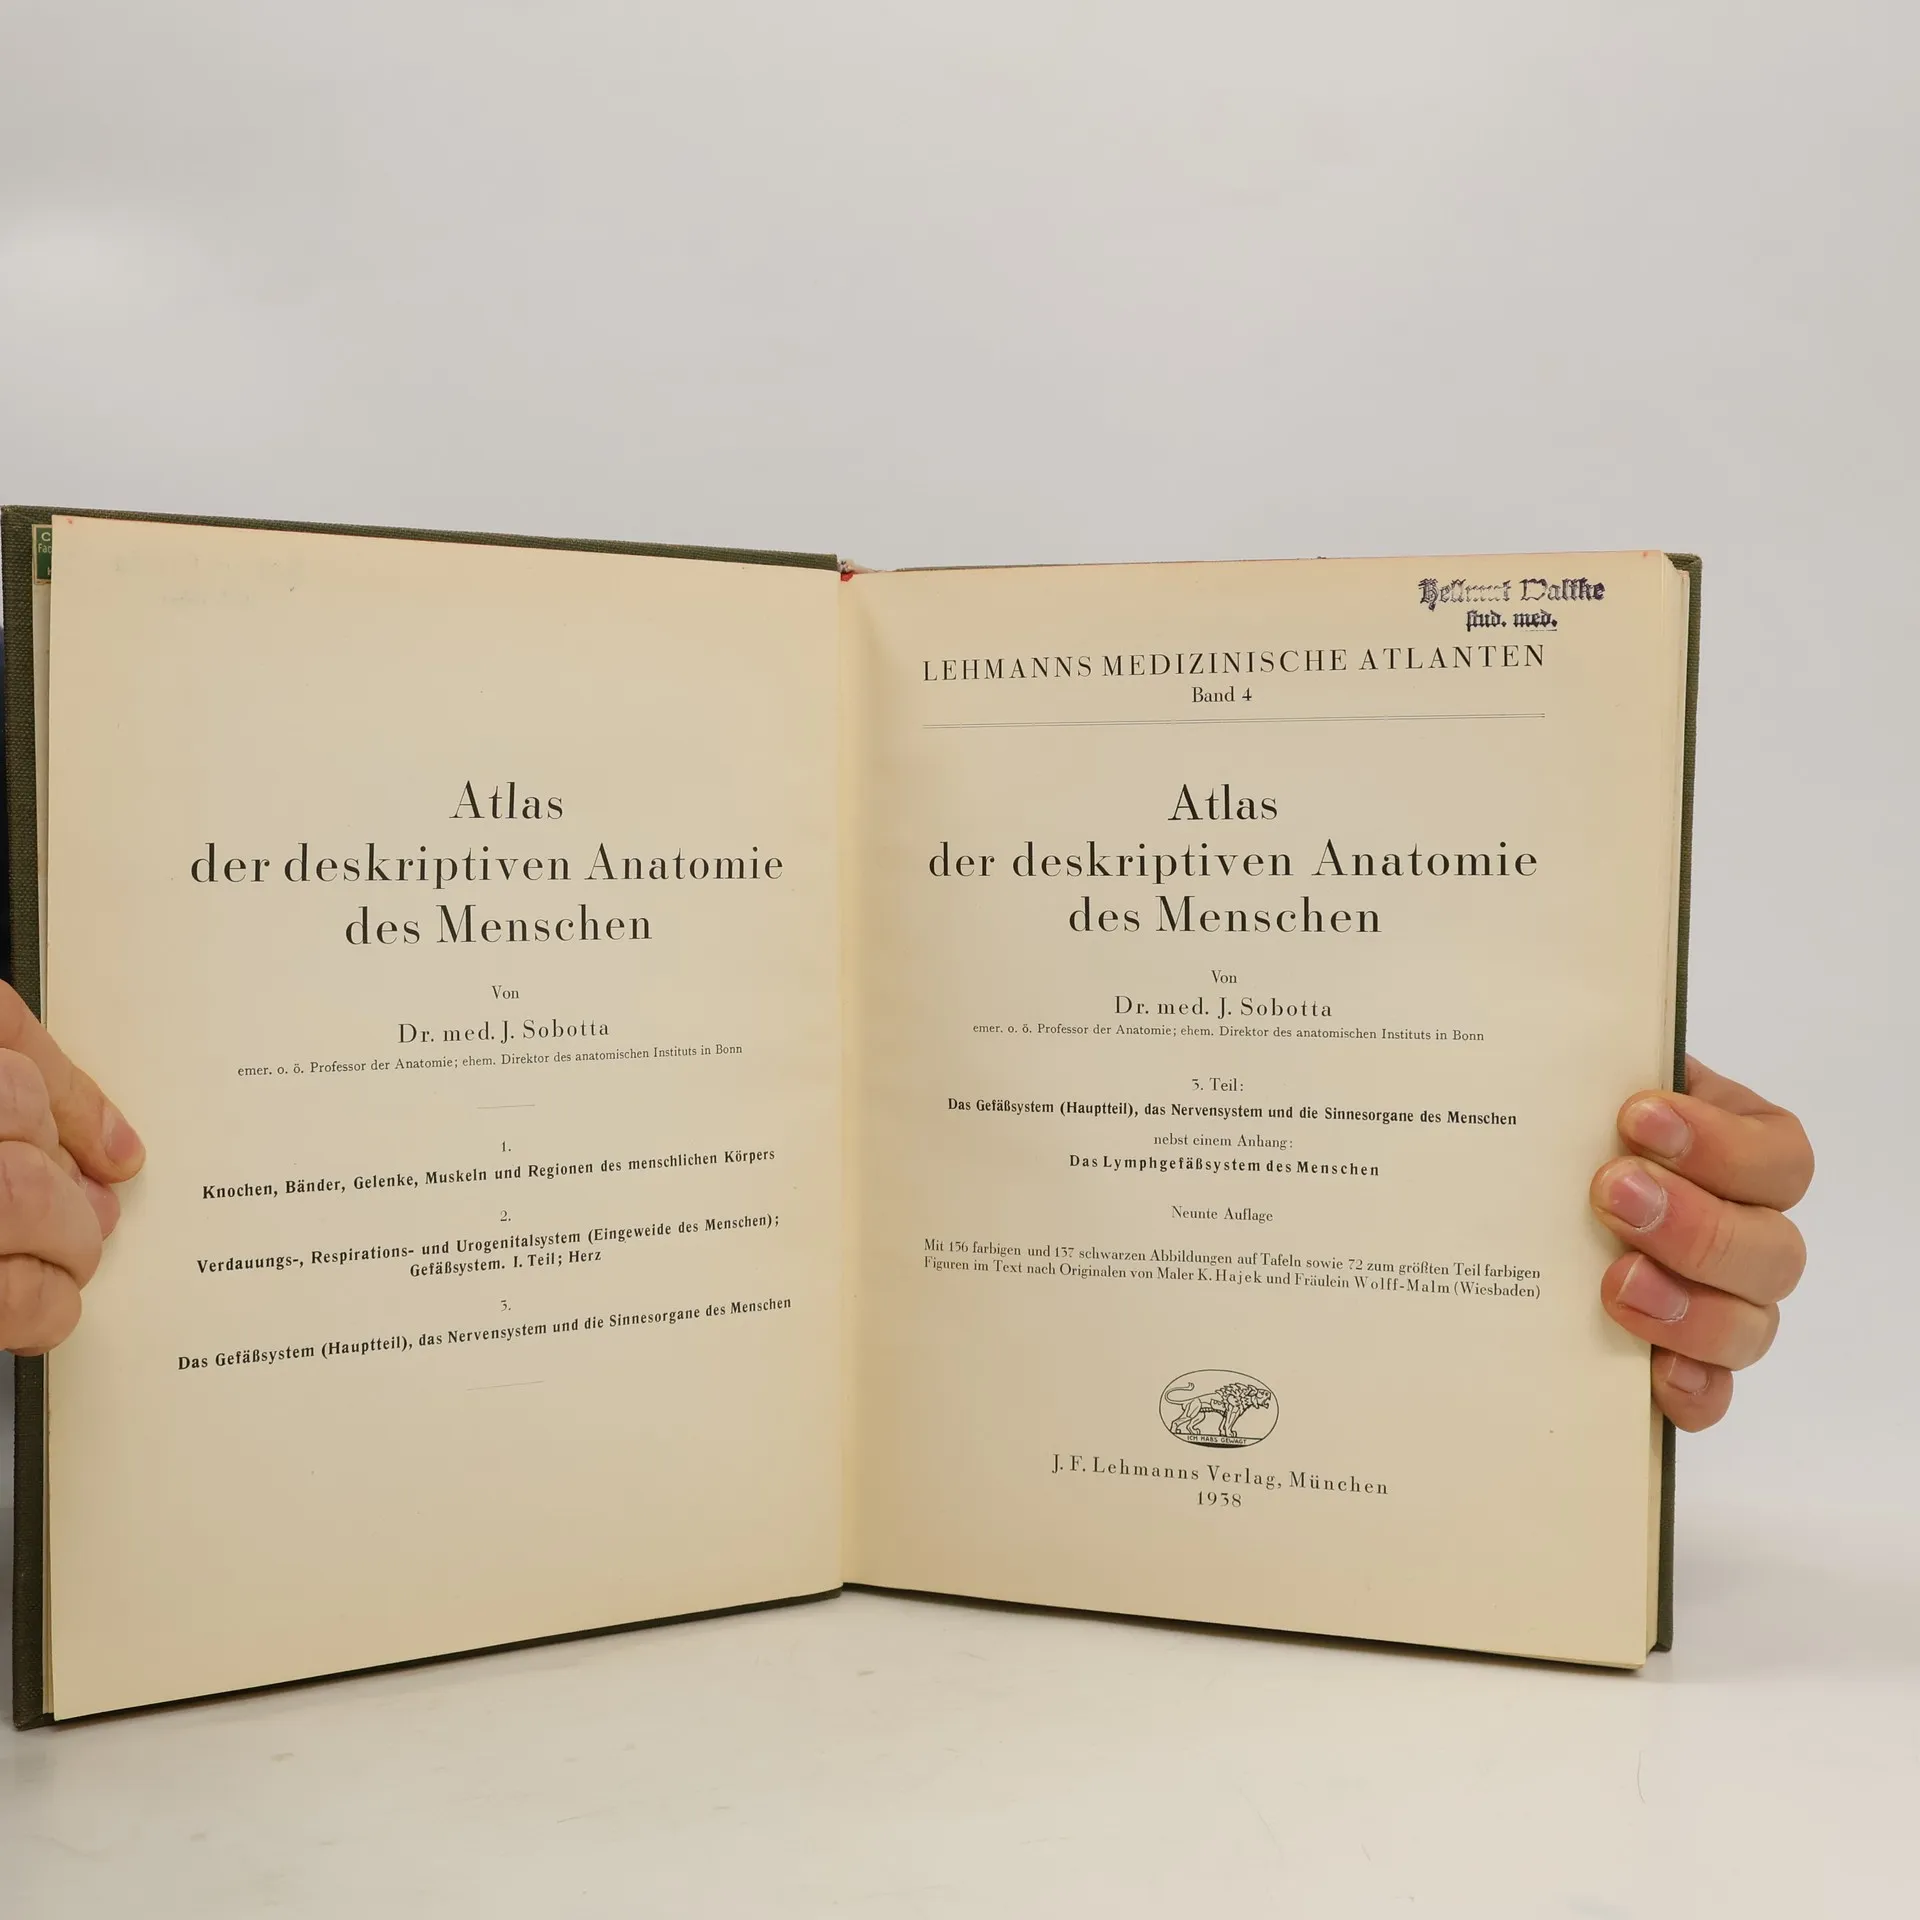 Atlas
der deskriptiven Anatomie
des Menschen
Von
Dr. med. J. Sobotta
emer. o. ö. Professor der Anatomie; ehem. Direktor des anatomischen Instituts in Bonn
1.
Knochen, Bänder, Gelenke, Muskeln und Regionen des menschlichen Körpers
2.
Verdauungs-, Respirations- und Urogenitalsystem (Eingeweide des Menschen);
Gefäßsystem. I. Teil; Herz
3.
Das Gefäßsystem (Hauptteil), das Nervensystem und die Sinnesorgane des Menschen
Hellmut
stud. med.
LEHMANNS MEDIZINISCHE ATLANTEN
Band 4
Atlas
der deskriptiven Anatomie
des Menschen
Von
Dr. med. J. Sobotta
emer. o. ö. Professor der Anatomie; ehem. Direktor des anatomischen Instituts in Bonn
3. Teil:
Das Gefäßsystem (Hauptteil), das Nervensystem und die Sinnesorgane des Menschen
nebst einem Anhang:
Das Lymphgefäßsystem des Menschen
Neunte Auflage
Mit 156 farbigen und 137 schwarzen Abbildungen auf Tafeln sowie 72 zum größten Teil farbigen
Figuren im Text nach Originalen von Maler K. Hajek und Fräulein Wolff-Malm (Wiesbaden)
ICH HABS GEWAGT
J. F. Lehmanns Verlag, München
1938